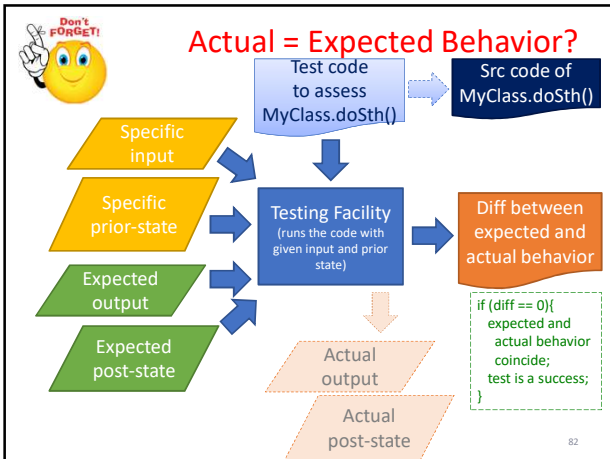 Don't
FORGET!
Actual = Expected Behavior?
Test code
to assess
MyClass.doSth()
Src code of
MyClass.doSth()
Specific
input
Specific
prior-state
Expected
output
Expected
post-state
Testing Facility
(runs the code with
given input and prior
state)
Diff between
expected and
actual behavior
if (diff == 0){
expected and
actual behavior
coincide;
test is a success;
}
Actual
output
Actual
post-state
82